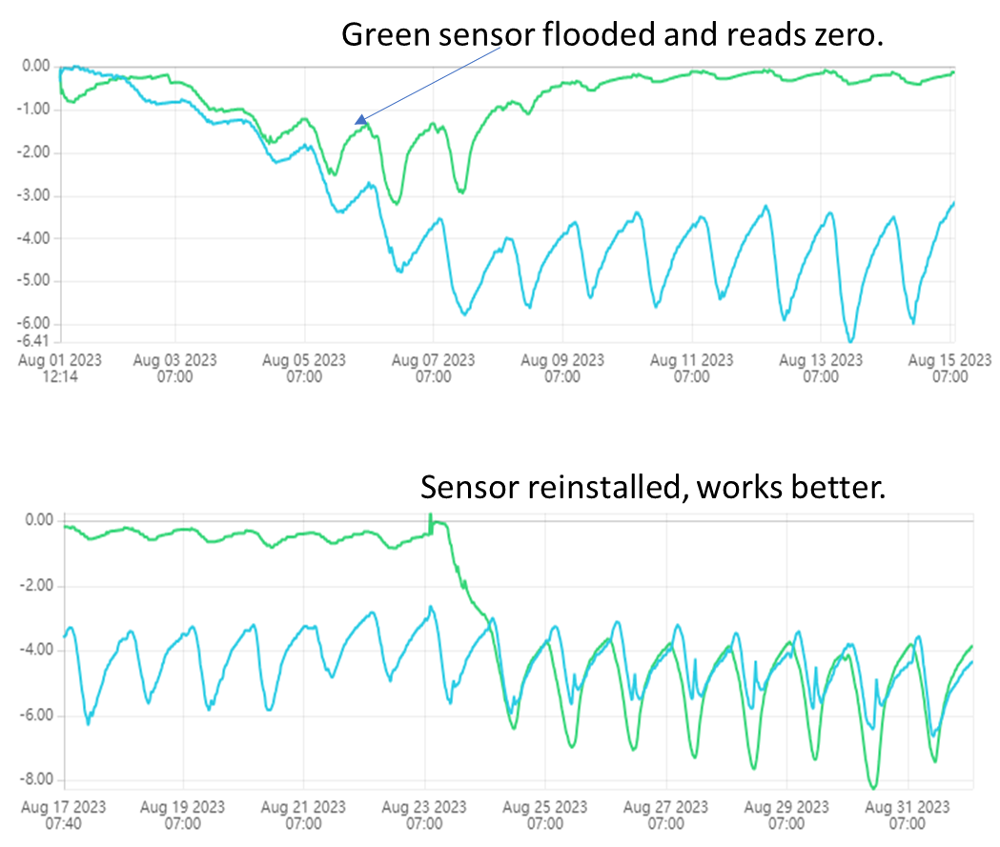 Green sensor flooded and reads zero.
0.00
-1.00
-2.00
-3.00
-4.00
-5.00
-6.00
-6.41
Aug 01 2023 Aug 03 2023 Aug 05 2023 Aug 07 2023 Aug 09 2023 Aug 11 2023 Aug 13 2023 Aug 15 2023
12:14 07:00 07:00 07:00 07:00 07:00 07:00 07:00
Sensor reinstalled, works better.
0.00
-2.00
-4.00
-6.00
-8.00
Aug 17 2023 Aug 19 2023 Aug 21 2023 Aug 23 2023 Aug 25 2023 Aug 27 2023 Aug 29 2023 Aug 31 2023
07:40 07:00 07:00 07:00 07:00 07:00 07:00 07:00